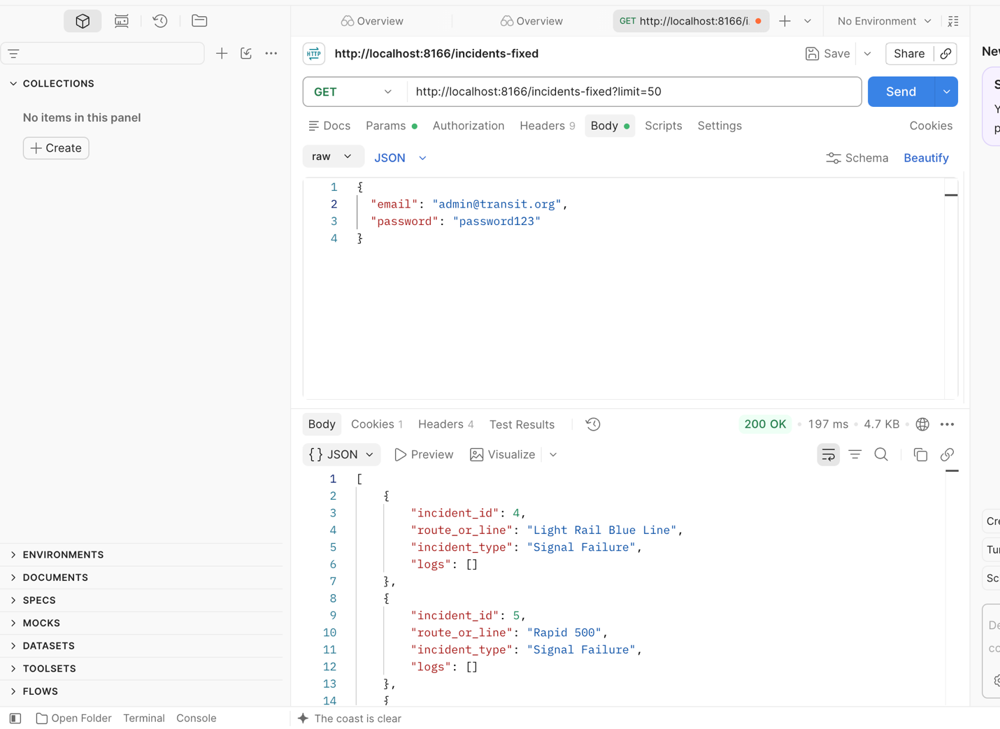 Overview
Overview
GET http://localhost:8166/i.
No Environment
HTTP
http://localhost:8166/incidents-fixed
Save
Share
COLLECTIONS
No items in this panel
Create
GET
http://localhost:8166/incidents-fixed?limit=50
Send
Docs
Params
Authorization
Headers 9
Body
Scripts
Settings
Cookies
raw
JSON
Schema
Beautify
1 {
2 "email": "admin@transit.org",
3 "password": "password123"
4 }
Body
Cookies 1
Headers 4
Test Results
200 OK
197 ms
4.7 KB
{} JSON
Preview
Visualize
1 [
2 {
3 "incident_id": 4,
4 "route_or_line": "Light Rail Blue Line",
5 "incident_type": "Signal Failure",
6 "logs": []
7 },
8 {
9 "incident_id": 5,
10 "route_or_line": "Rapid 500",
11 "incident_type": "Signal Failure",
12 "logs": []
13 },
14 {
ENVIRONMENTS
DOCUMENTS
SPECS
MOCKS
DATASETS
TOOLSETS
FLOWS
Open Folder
Terminal
Console
The coast is clear